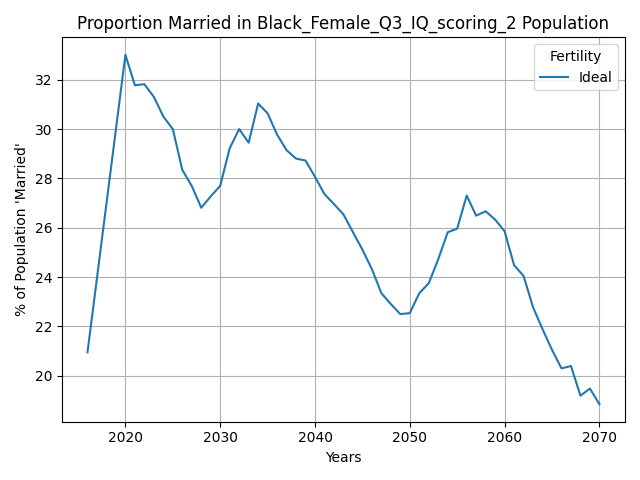 Proportion Married in Black_Female_Q3_IQ_scoring_2 Population
Fertility
Ideal
% of Population 'Married'
32
30
28
26
24
22
20
2020 2030 2040 2050 2060 2070
Years